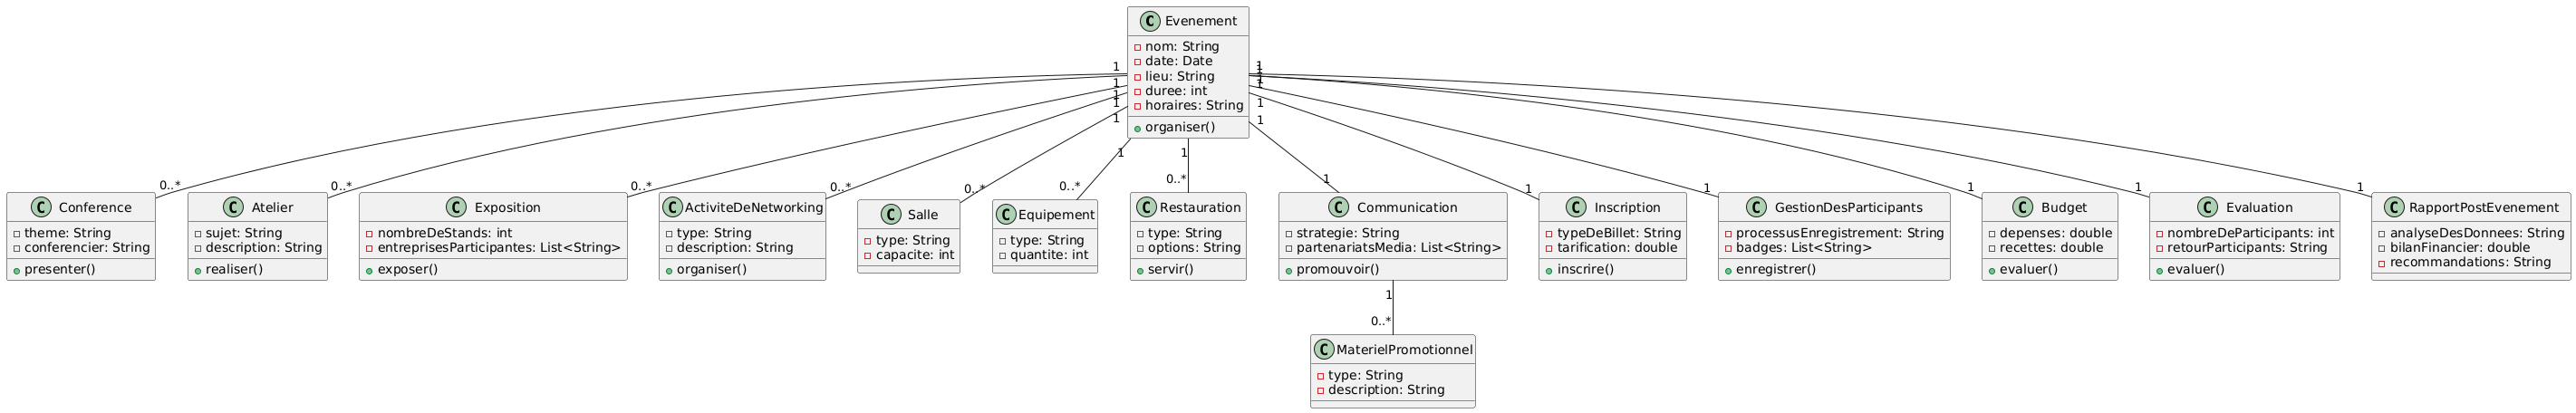 C Evenement
nom: String
date: Date
lieu: String
duree: int
horaires: String
organiser()
1 1 1 1 1 1 1 1 1 1 1 1 1
0..* 0..* 0..* 0..* 0..* 0..* 0..* 1 1 1 1 1 1
C Conference
theme: String
conferencier: String
presenter()
C Atelier
sujet: String
description: String
realiser()
C Exposition
nombreDeStands: int
entreprisesParticipantes: List<String>
exposer()
C ActiviteDeNetworking
type: String
description: String
organiser()
C Salle
type: String
capacite: int
C Equipement
type: String
quantite: int
C Restauration
type: String
options: String
servir()
C Communication
strategie: String
partenariatsMedia: List<String>
promouvoir()
C Inscription
typeDeBillet: String
tarification: double
inscrire()
C GestionDesParticipants
processusEnregistrement: String
badges: List<String>
enregistrer()
C Budget
depenses: double
recettes: double
evaluer()
C Evaluation
nombreDeParticipants: int
retourParticipants: String
evaluer()
C RapportPostEvenement
analyseDesDonnees: String
bilanFinancier: double
recommandations: String
1
0..*
C MaterielPromotionnel
type: String
description: String